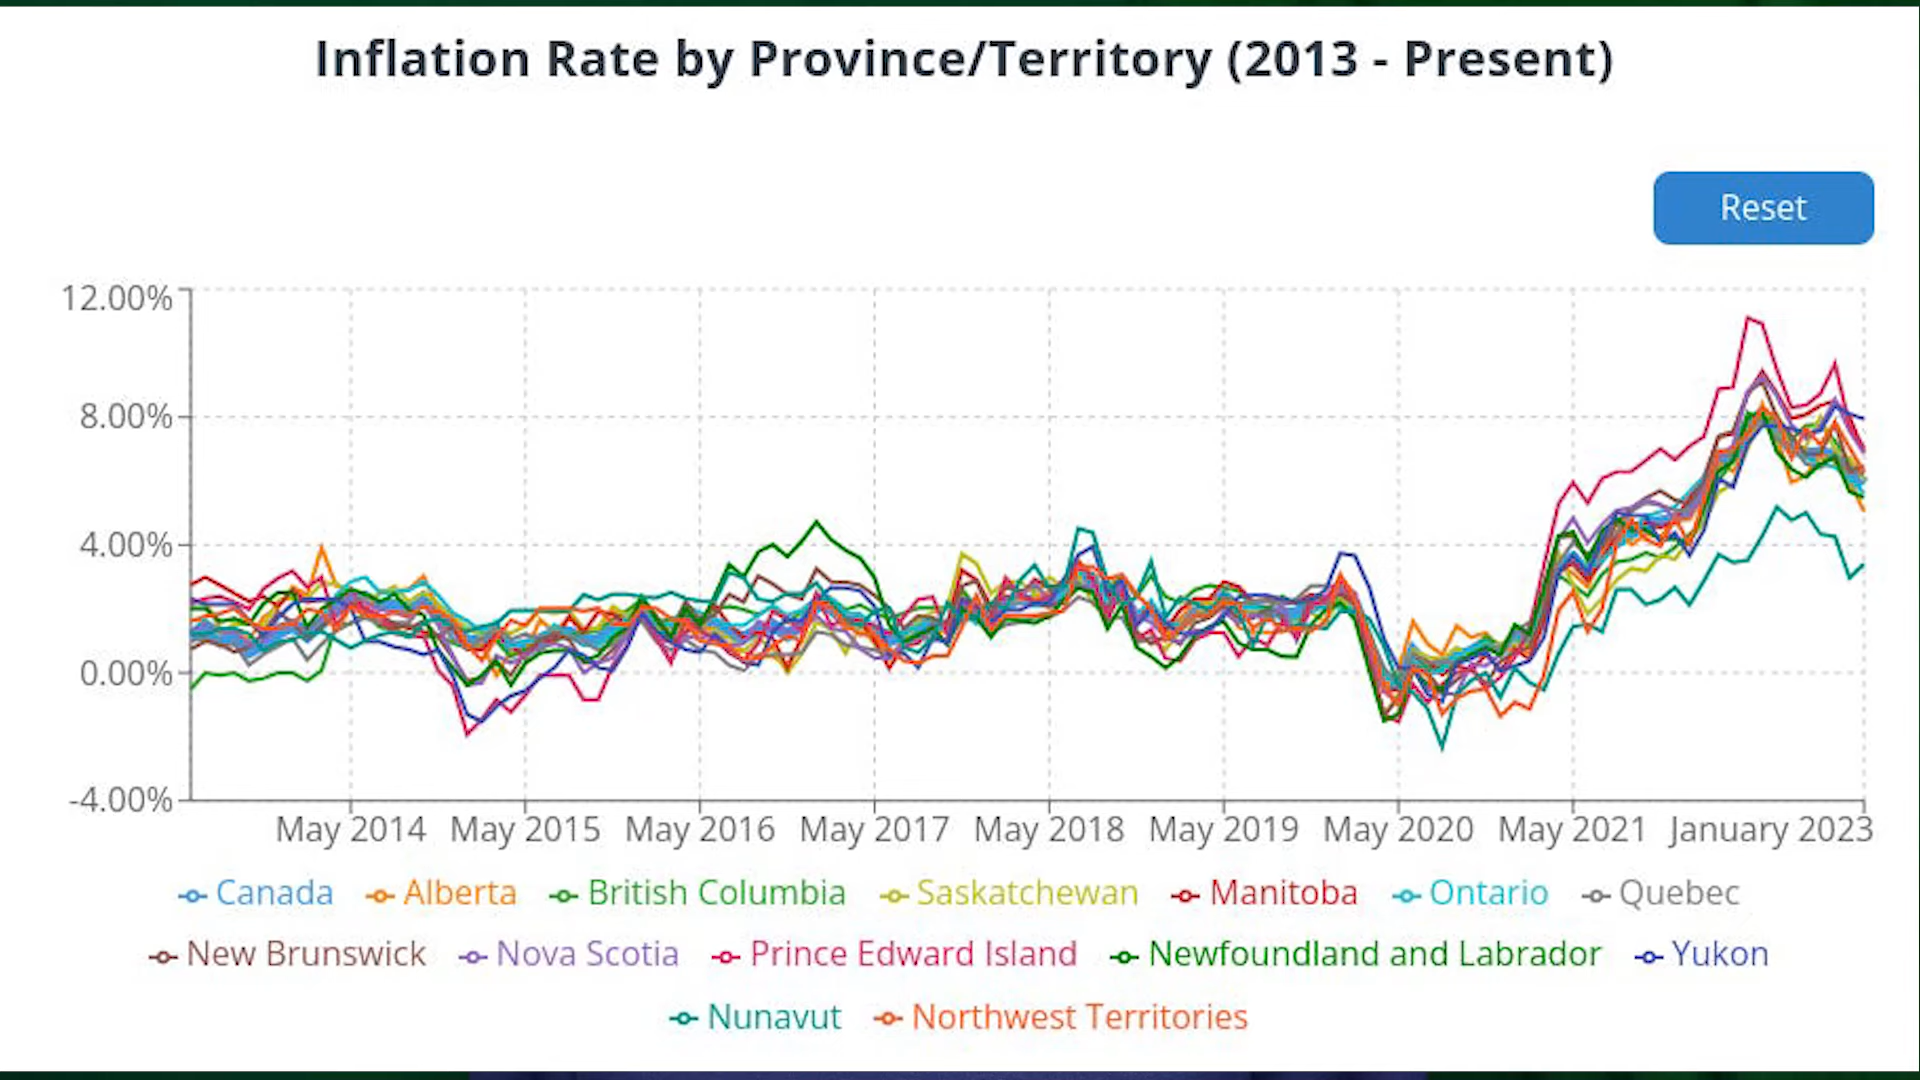 Inflation Rate by Province/Territory (2013 - Present)
Reset
12.00%
8.00%
4.00%
0.00%
-4.00%
May 2014 May 2015 May 2016 May 2017 May 2018 May 2019 May 2020 May 2021 January 2023
Canada Alberta British Columbia Saskatchewan Manitoba Ontario Quebec
New Brunswick Nova Scotia Prince Edward Island Newfoundland and Labrador Yukon
Nunavut Northwest Territories